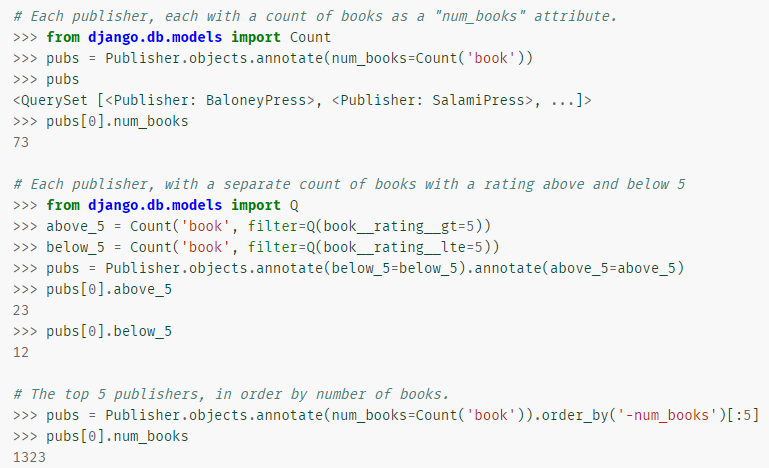 # Each publisher, each with a count of books as a "num_books" attribute.
>>> from django.db.models import Count
>>> pubs = Publisher.objects.annotate(num_books=Count('book'))
>>> pubs
<QuerySet [<Publisher: BaloneyPress>, <Publisher: SalamiPress>, ...]>
>>> pubs[0].num_books
73

# Each publisher, with a separate count of books with a rating above and below 5
>>> from django.db.models import Q
>>> above_5 = Count('book', filter=Q(book__rating__gt=5))
>>> below_5 = Count('book', filter=Q(book__rating__lte=5))
>>> pubs = Publisher.objects.annotate(below_5=below_5).annotate(above_5=above_5)
>>> pubs[0].above_5
23
>>> pubs[0].below_5
12

# The top 5 publishers, in order by number of books.
>>> pubs = Publisher.objects.annotate(num_books=Count('book')).order_by('-num_books')[:5]
>>> pubs[0].num_books
1323